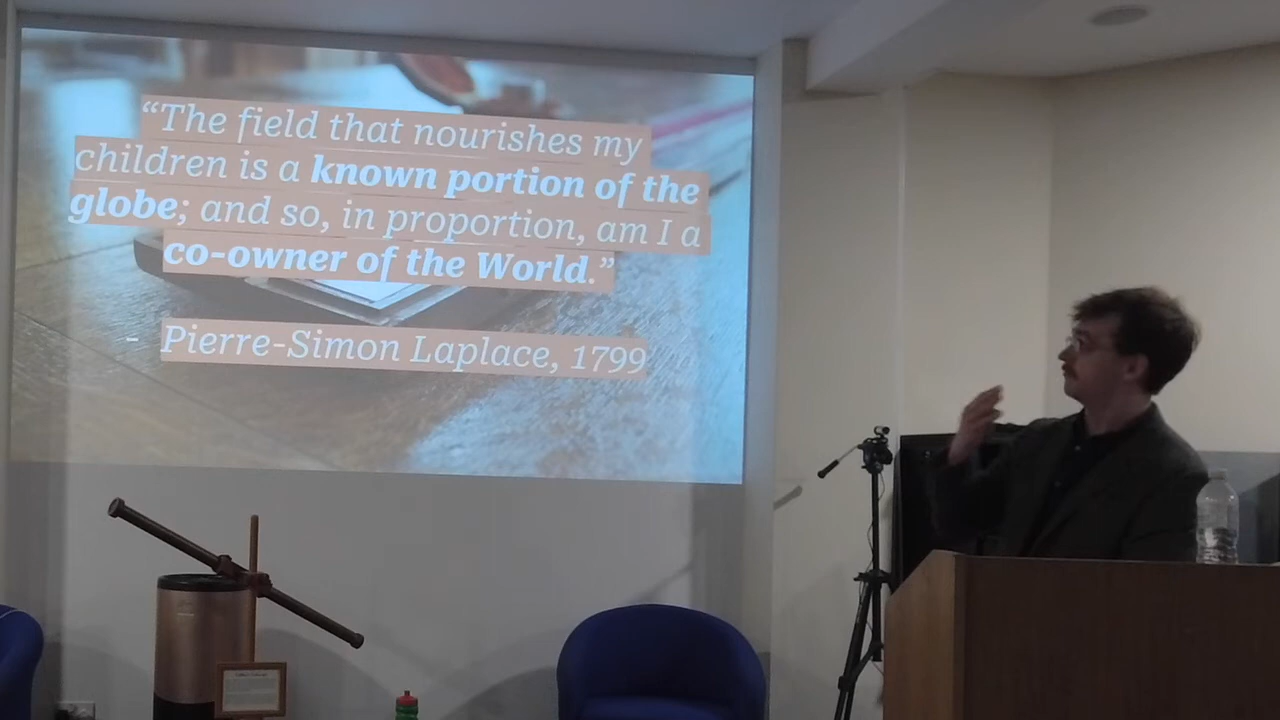 “The field that nourishes my
children is a known portion of the
globe; and so, in proportion, am I a
co-owner of the World.”
- Pierre-Simon Laplace, 1799